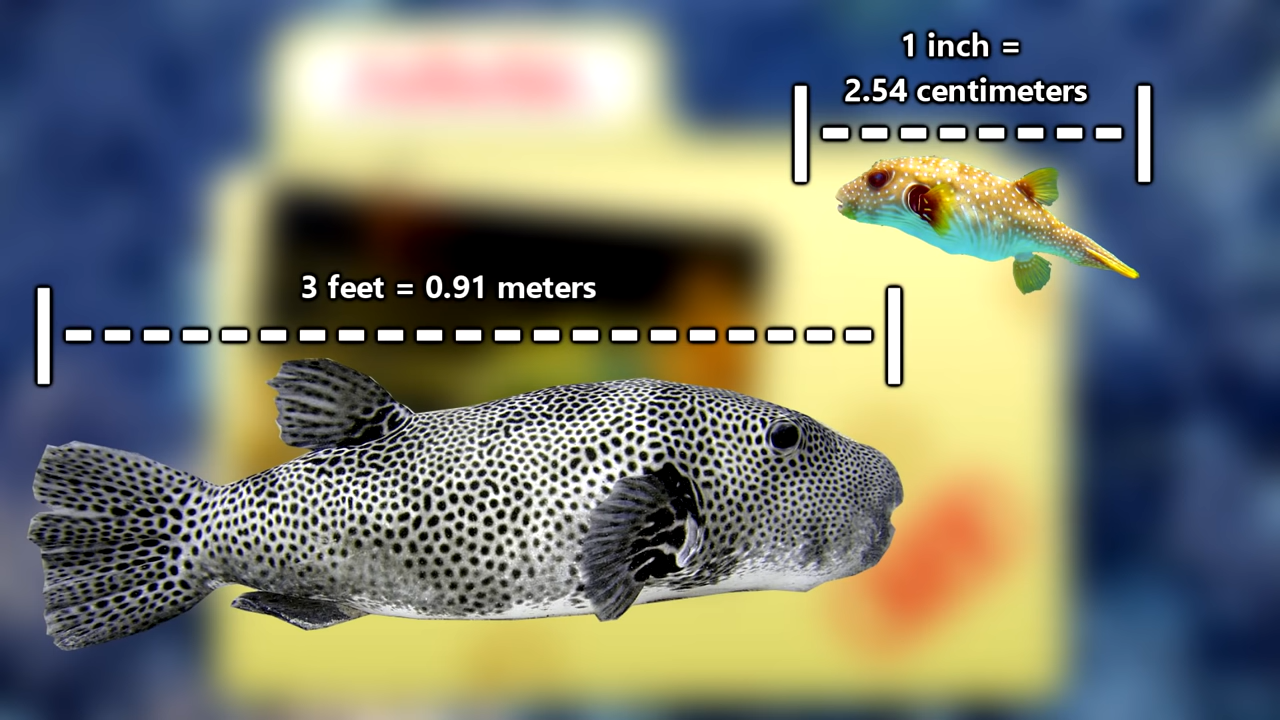 1 inch =
2.54 centimeters
3 feet = 0.91 meters